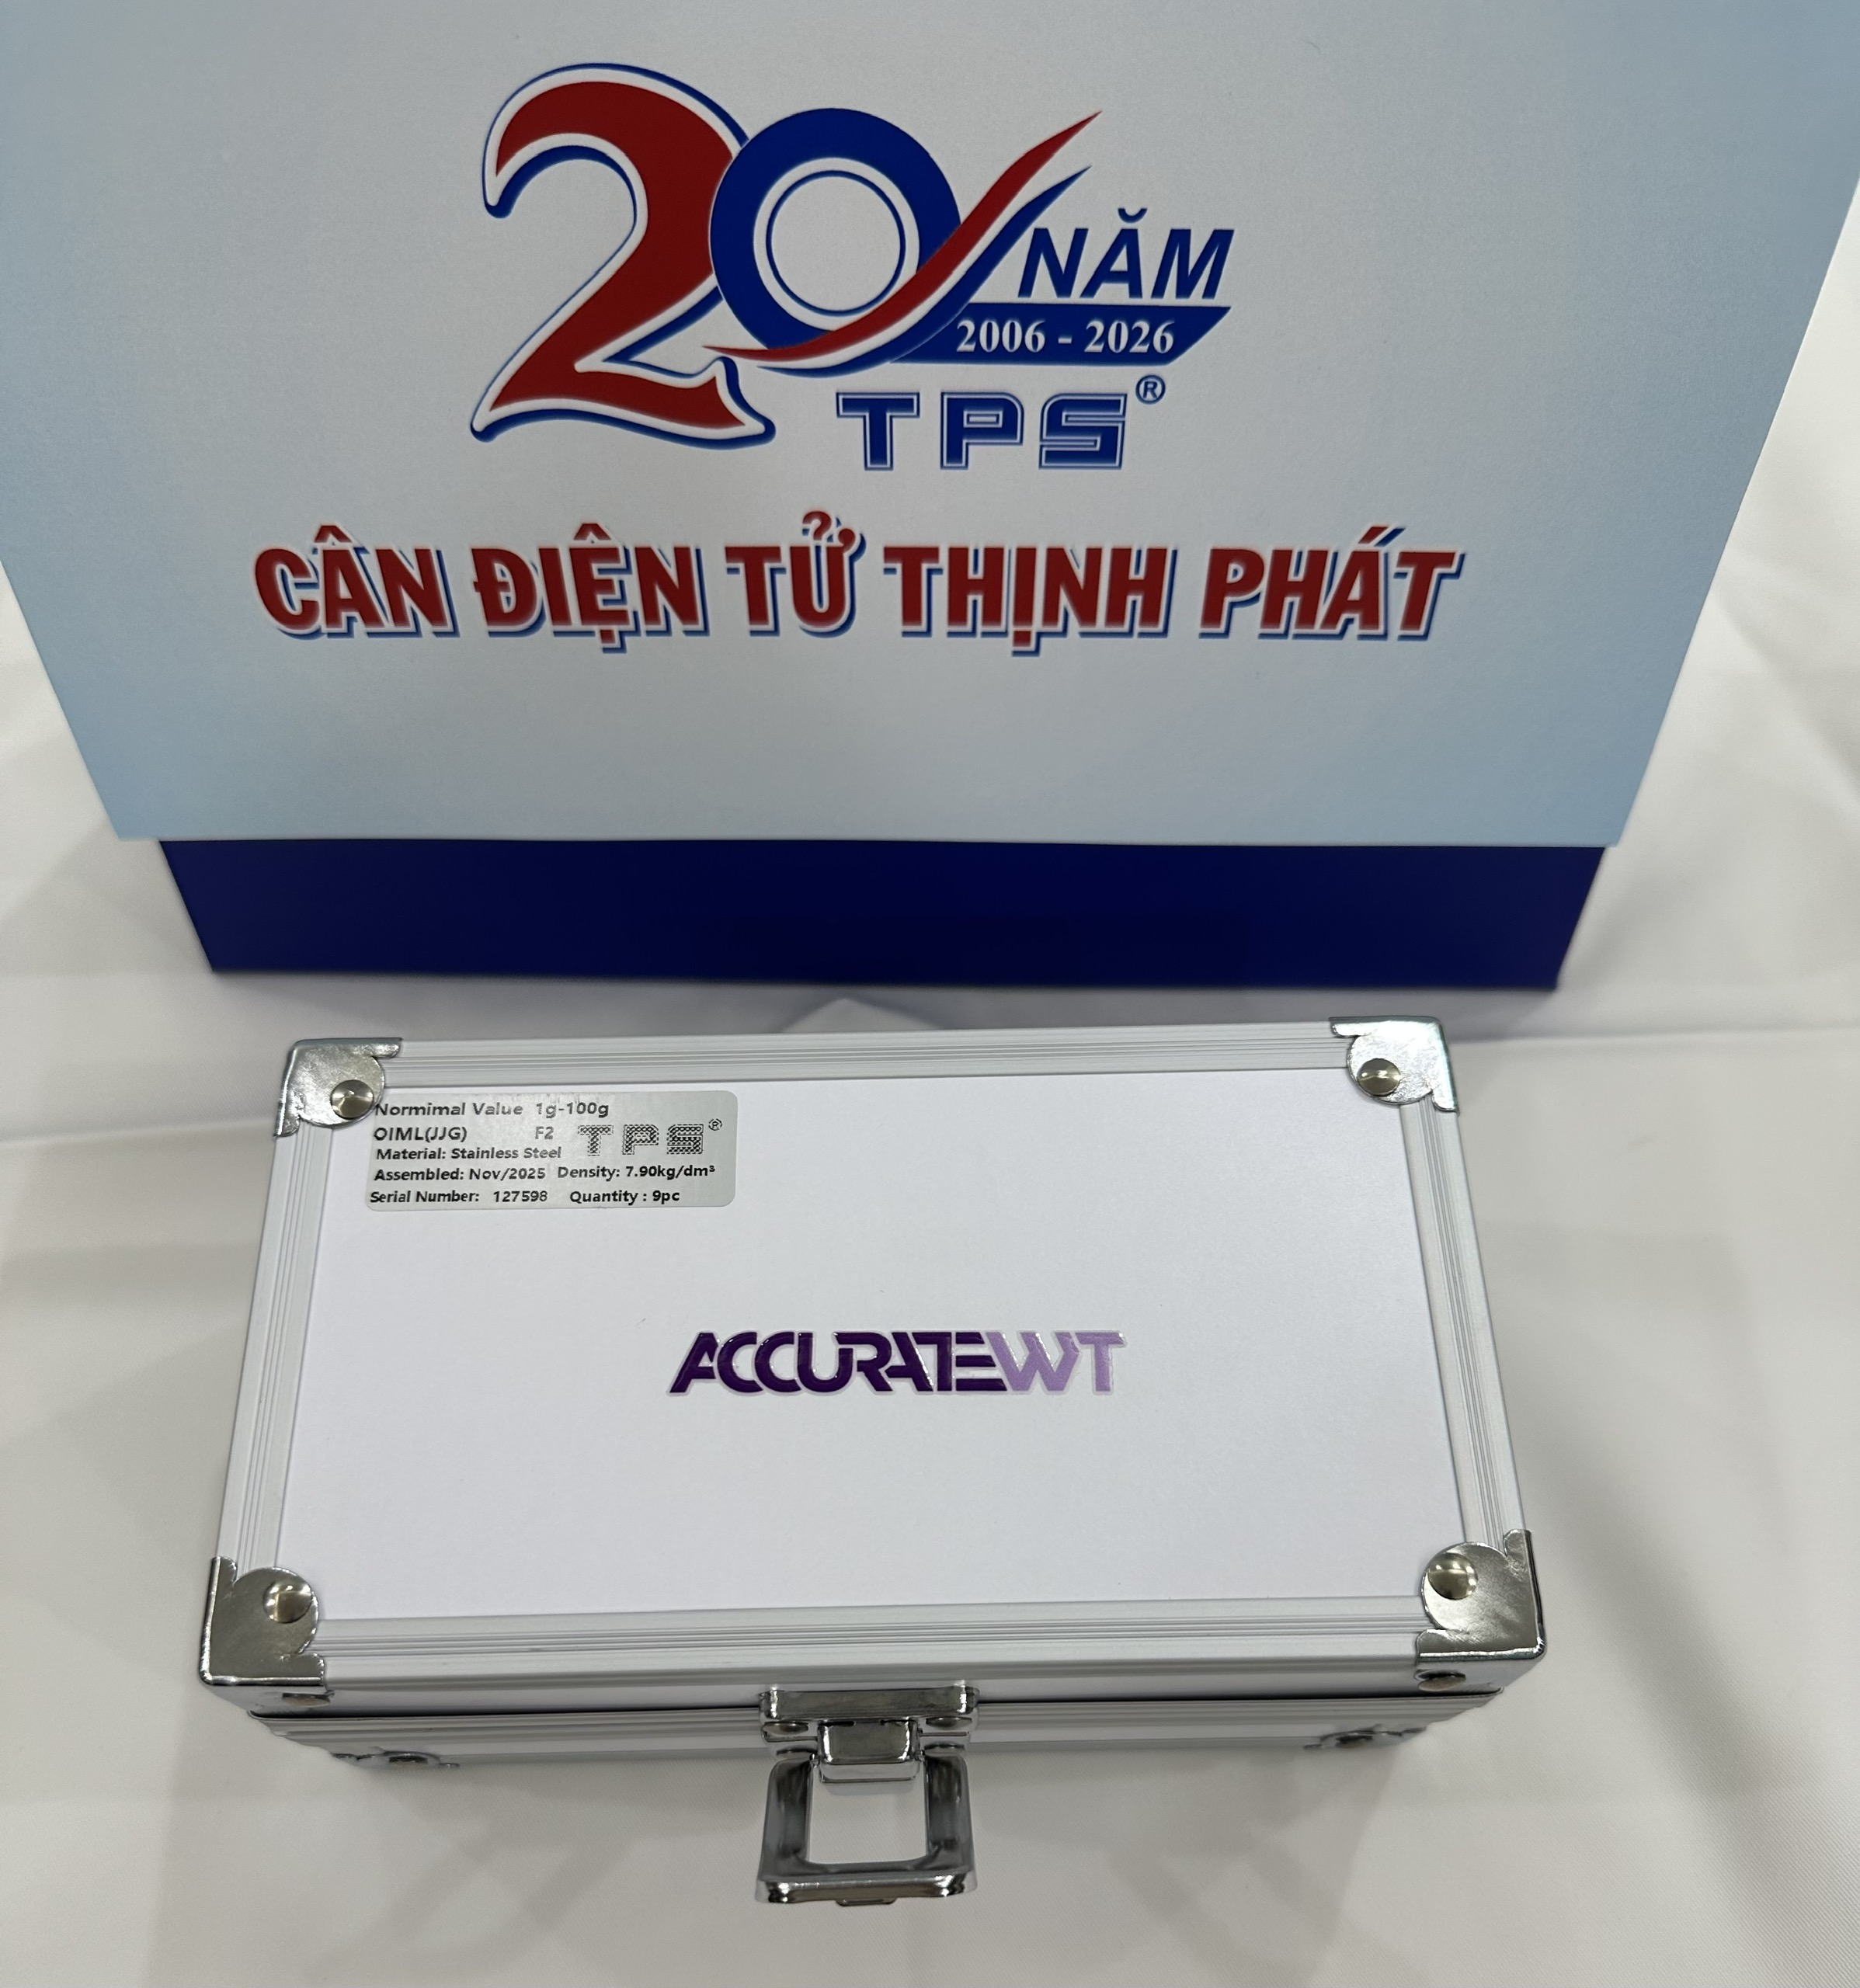 20 NĂM
2006 - 2026
TPS®
CÂN ĐIỆN TỬ THỊNH PHÁT
Normimal Value 1g-100g
OIML(JJG) F2 TPS®
Material: Stainless Steel
Assembled: Nov/2025 Density: 7.90kg/dm³
Serial Number: 127598 Quantity : 9pc
ACCURATEWT